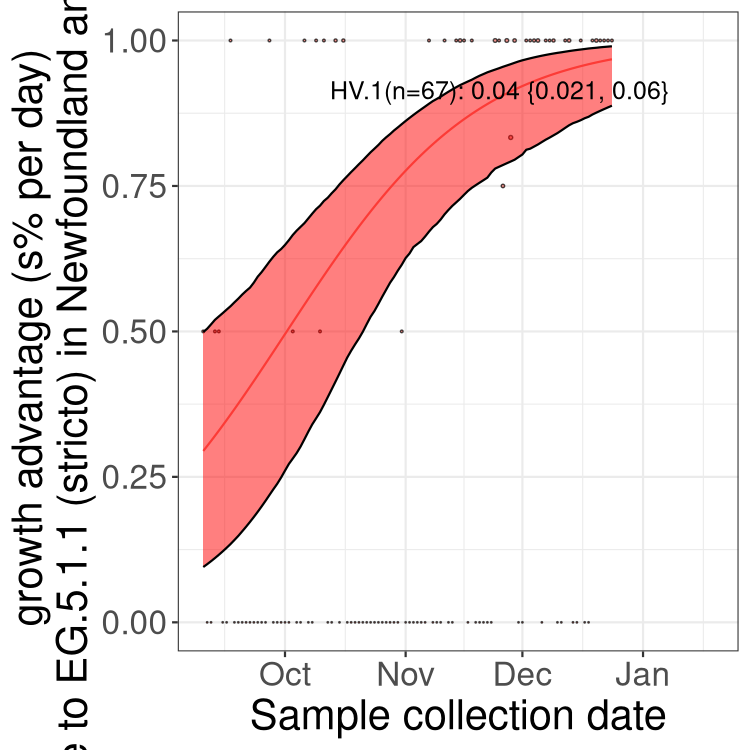 growth advantage (s% per day)
to EG.5.1.1 (stricto) in Newfoundland
1.00
0.75
0.50
0.25
0.00
HV.1(n=67): 0.04 {0.021, 0.06}
Oct Nov Dec Jan
Sample collection date